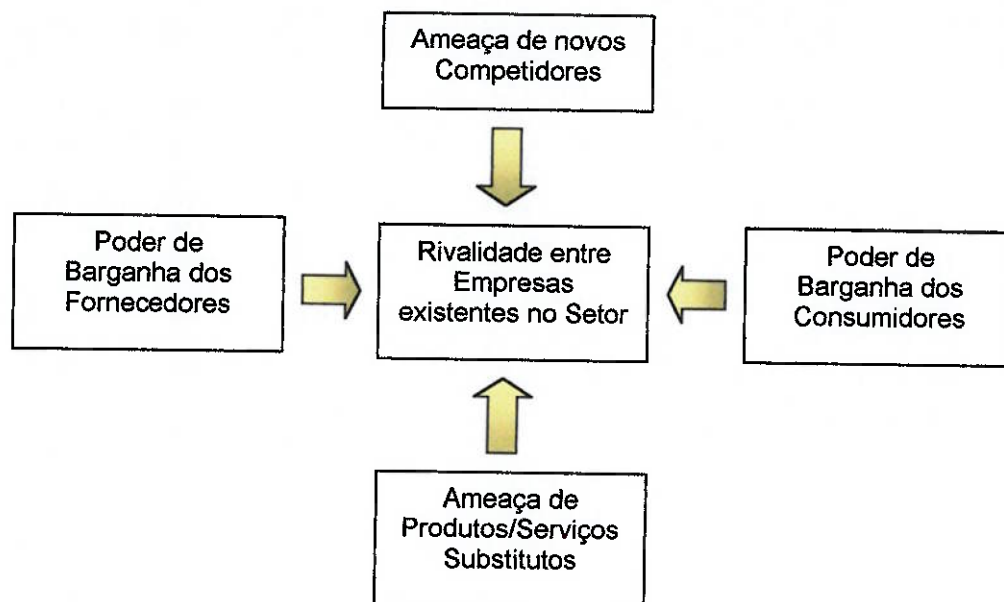 Ameaça de novos
Competidores
Poder de
Barganha dos
Fornecedores
Rivalidade entre
Empresas
existentes no Setor
Poder de
Barganha dos
Consumidores
Ameaça de
Produtos/Serviços
Substitutos